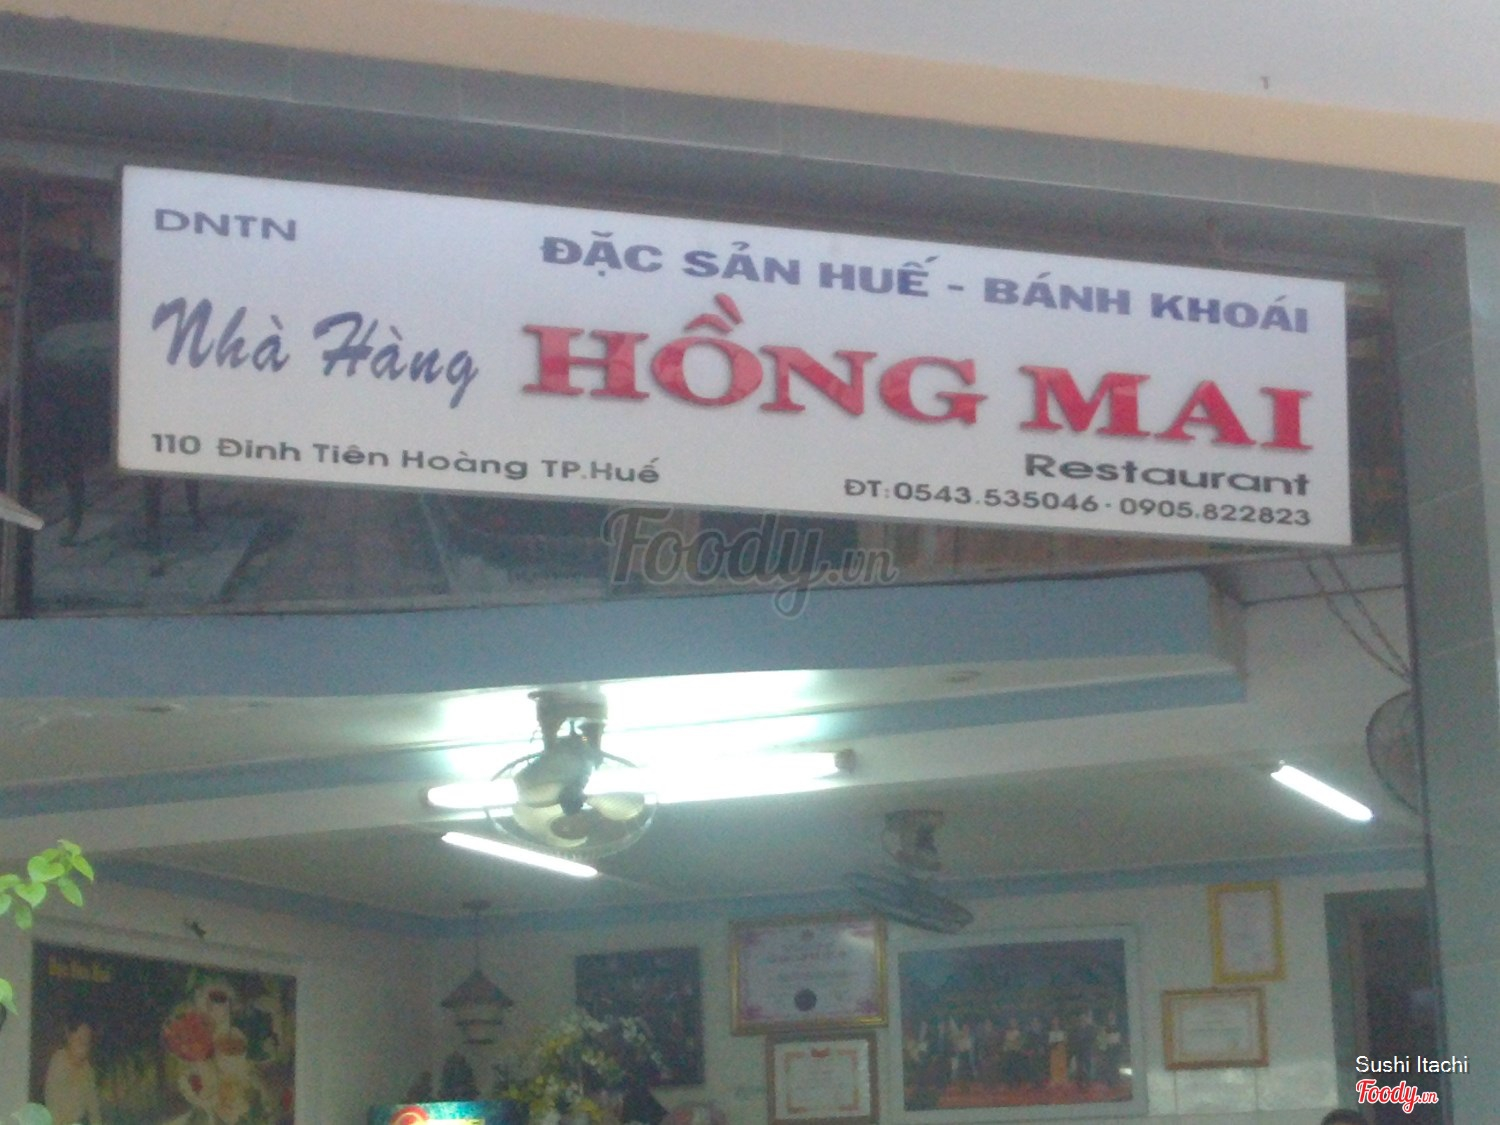 DNTN
ĐẶC SẢN HUẾ - BÁNH KHOÁI
Nhà Hàng HỒNG MAI
Restaurant
110 Đinh Tiên Hoàng TP.Huế
ĐT:0543.535046 · 0905.822823
Foody.vn
Sushi Itachi
Foody.vn